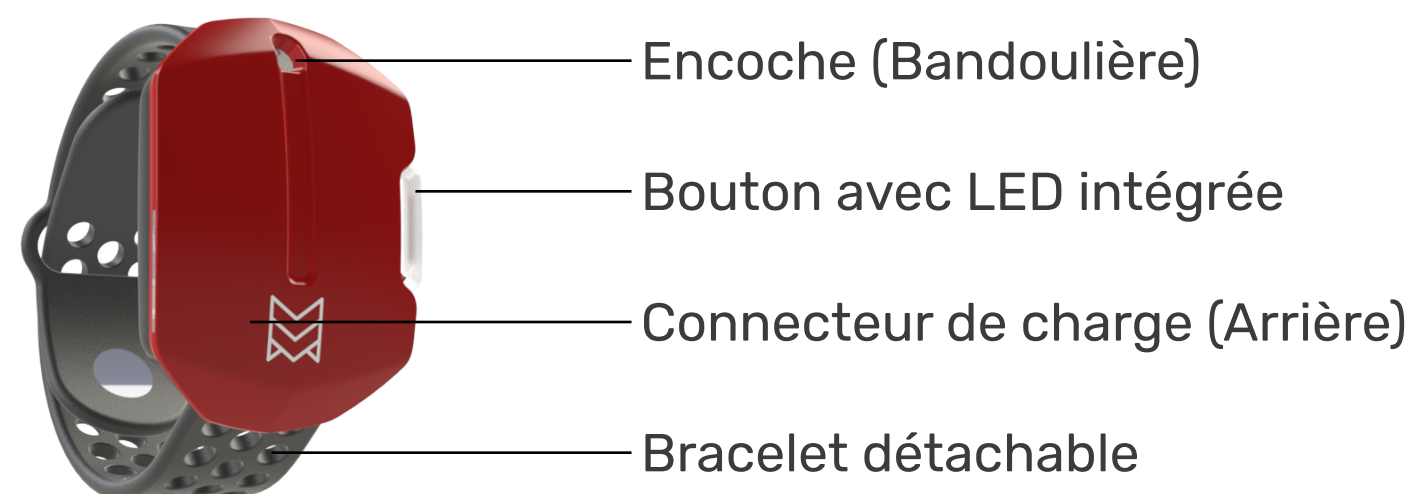 Encoche (Bandoulière)
Bouton avec LED intégrée
Connecteur de charge (Arrière)
Bracelet détachable